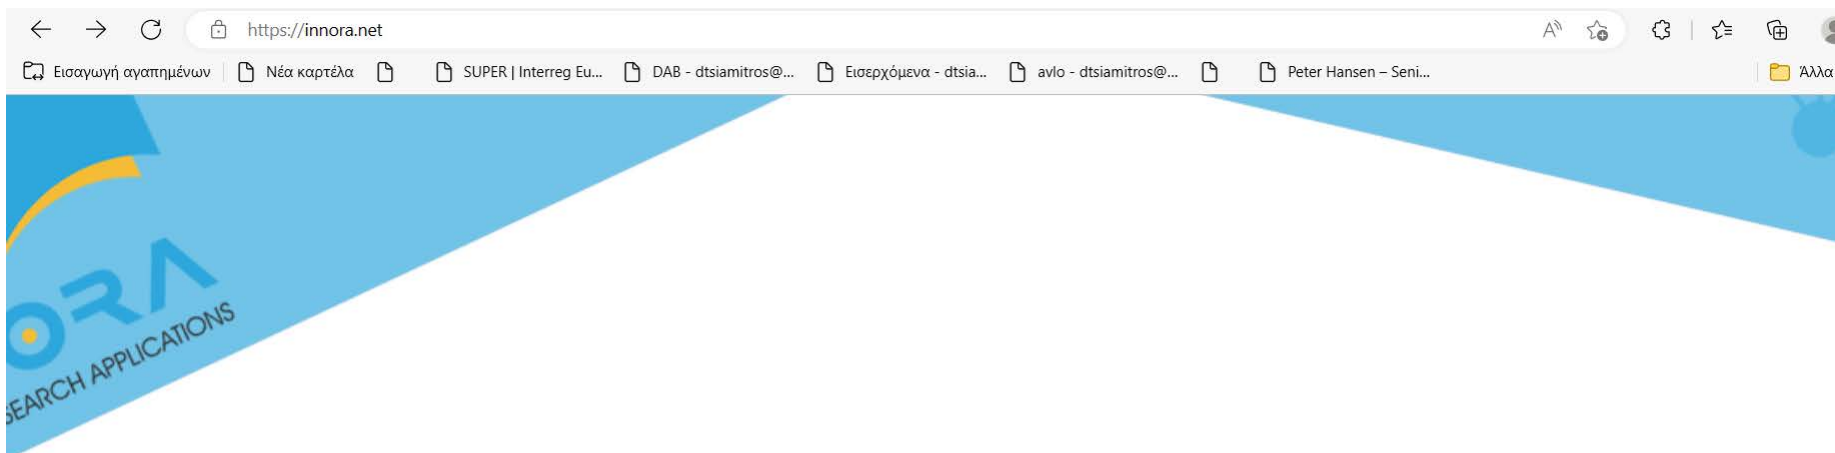 https://innora.net
Εισαγωγή αγαπημένων Νέα καρτέλα SUPER | Interreg Eu... DAB - dtsiamitros@... Εισερχόμενα - dtsia... avlo - dtsiamitros@... Peter Hansen – Seni... Άλλα
ORA
SEARCH APPLICATIONS